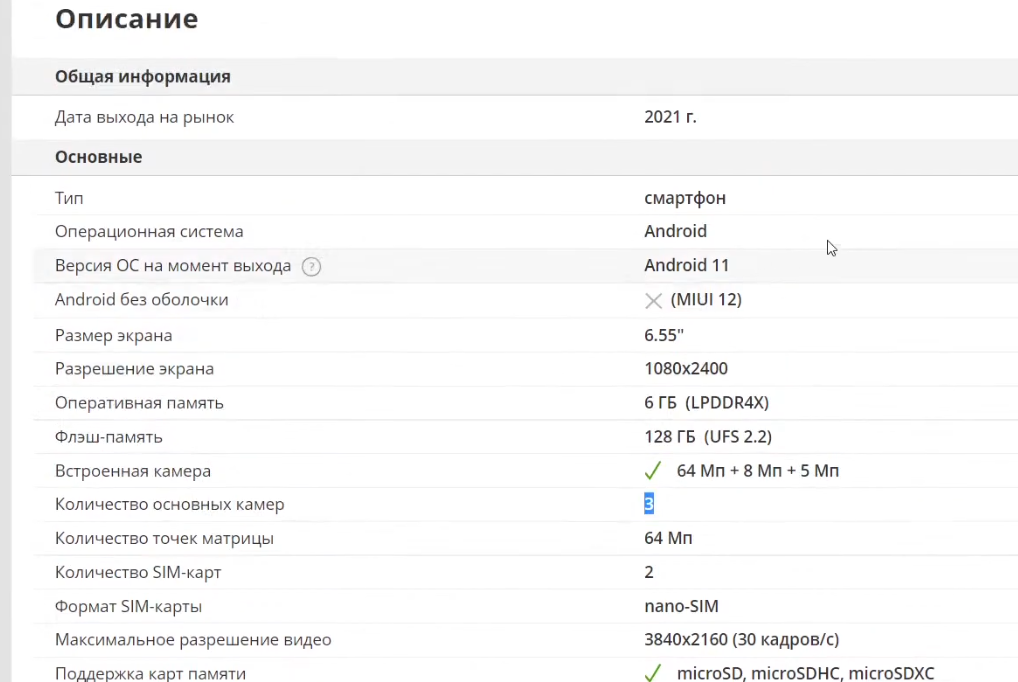 Описание
Общая информация
Дата выхода на рынок 2021 г.
Основные
Тип смартфон
Операционная система Android
Версия ОС на момент выхода ? Android 11
Android без оболочки (MIUI 12)
Размер экрана 6.55"
Разрешение экрана 1080x2400
Оперативная память 6 ГБ (LPDDR4X)
Флэш-память 128 ГБ (UFS 2.2)
Встроенная камера 64 Мп + 8 Мп + 5 Мп
Количество основных камер 3
Количество точек матрицы 64 Мп
Количество SIM-карт 2
Формат SIM-карты nano-SIM
Максимальное разрешение видео 3840x2160 (30 кадров/с)
Поддержка карт памяти microSD, microSDHC, microSDXC